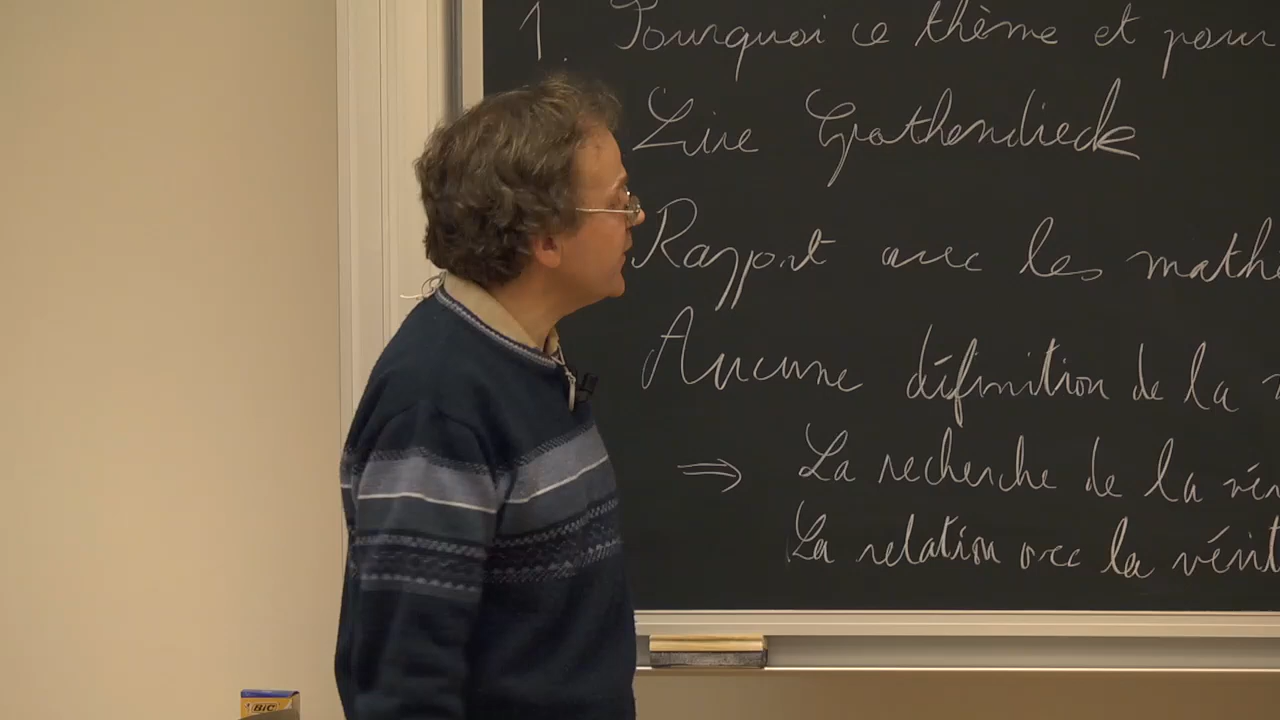 1. Pourquoi ce thème et pour
Lire Grothendieck
Rapport avec les math
Aucune définition de la
⇒ La recherche de la vér
La relation avec la vérit
BIC